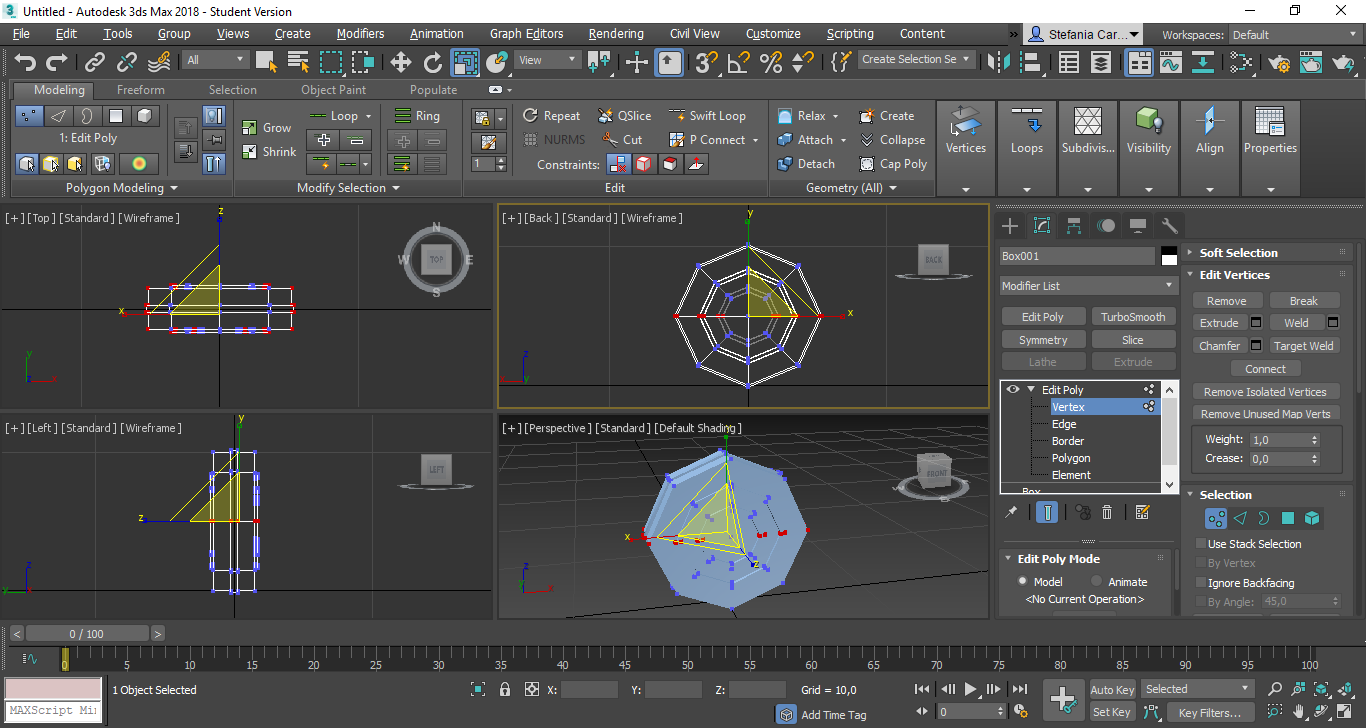 3 Untitled - Autodesk 3ds Max 2018 - Student Version
File Edit Tools Group Views Create Modifiers Animation Graph Editors Rendering Civil View Customize Scripting Content » Stefania Car... Workspaces: Default
All View 3 Create Selection Se
Modeling Freeform Selection Object Paint Populate
1: Edit Poly
Grow Loop Ring Repeat QSlice Swift Loop Relax Create
Shrink NURMS Cut P Connect Attach Collapse
1 Constraints: Detach Cap Poly
Vertices Loops Subdivis... Visibility Align Properties
Polygon Modeling Modify Selection Edit Geometry (All)
[+] [Top] [Standard] [Wireframe]
z
x
N
W TOP E
S
y
z x
[+] [Back] [Standard] [Wireframe]
y
x
BACK
z
x y
[+] [Left] [Standard] [Wireframe]
y
z
LEFT
z
y
[+] [Perspective] [Standard] [Default Shading]
x
z
FRONT
W
z
x
Box001
Modifier List
Edit Poly TurboSmooth
Symmetry Slice
Lathe Extrude
Edit Poly
Vertex
Edge
Border
Polygon
Element
Box
Edit Poly Mode
Model Animate
<No Current Operation>
Soft Selection
Edit Vertices
Remove Break
Extrude Weld
Chamfer Target Weld
Connect
Remove Isolated Vertices
Remove Unused Map Verts
Weight: 1,0
Crease: 0,0
Selection
Use Stack Selection
By Vertex
Ignore Backfacing
By Angle: 45,0
< 0 / 100 >
0 5 10 15 20 25 30 35 40 45 50 55 60 65 70 75 80 85 90 95 100
1 Object Selected X: Y: Z: Grid = 10,0 Auto Key Selected
MAXScript Mi Add Time Tag 0 Set Key Key Filters...